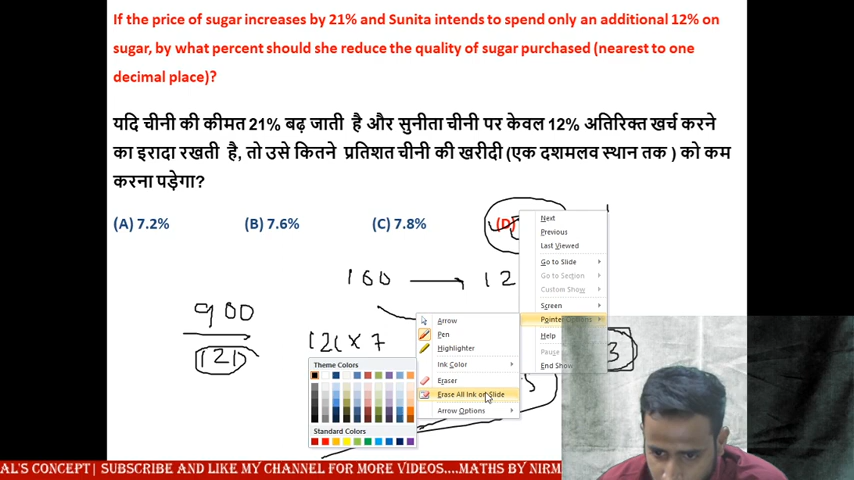 If the price of sugar increases by 21% and Sunita intends to spend only an additional 12% on
sugar, by what percent should she reduce the quality of sugar purchased (nearest to one
decimal place)?
यदि चीनी की कीमत 21% बढ़ जाती है और सुनीता चीनी पर केवल 12% अतिरिक्त खर्च करने
का इरादा रखती है, तो उसे कितने प्रतिशत चीनी की खरीदी (एक दशमलव स्थान तक ) को कम
करना पड़ेगा?
(A) 7.2% (B) 7.6% (C) 7.8% (D)
Next
Previous
Last Viewed
Go to Slide
Go to Section
Custom Show
Screen
Pointer Options
Help
Pause
End Show
100 12
900
121
121 X 7
3
Arrow
Pen
Highlighter
Ink Color
Eraser
Erase All Ink on Slide
Arrow Options
Theme Colors
Standard Colors
AL'S CONCEPT| SUBSCRIBE AND LIKE MY CHANNEL FOR MORE VIDEOS....MATHS BY NIRM